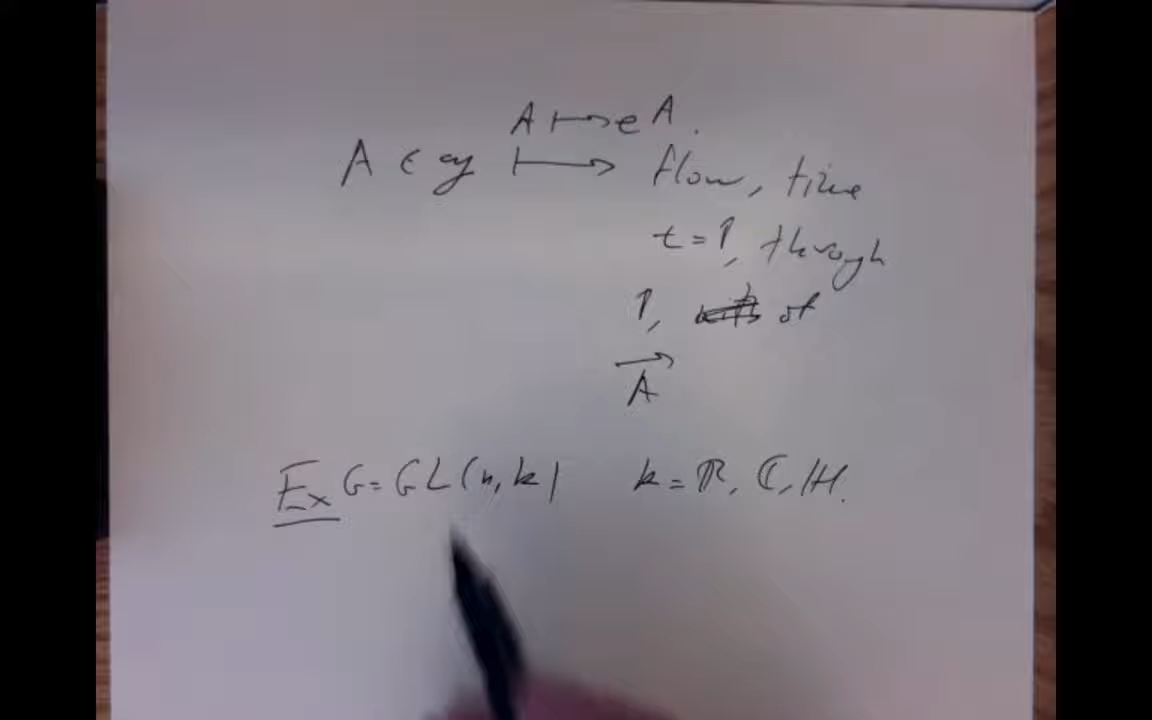 A ↦ e^A.
A ∈ 𝔤 ↦ flow, time
t = 1, through
1, of
→A
Ex G = GL(n, k) k = ℝ, ℂ, ℍ.